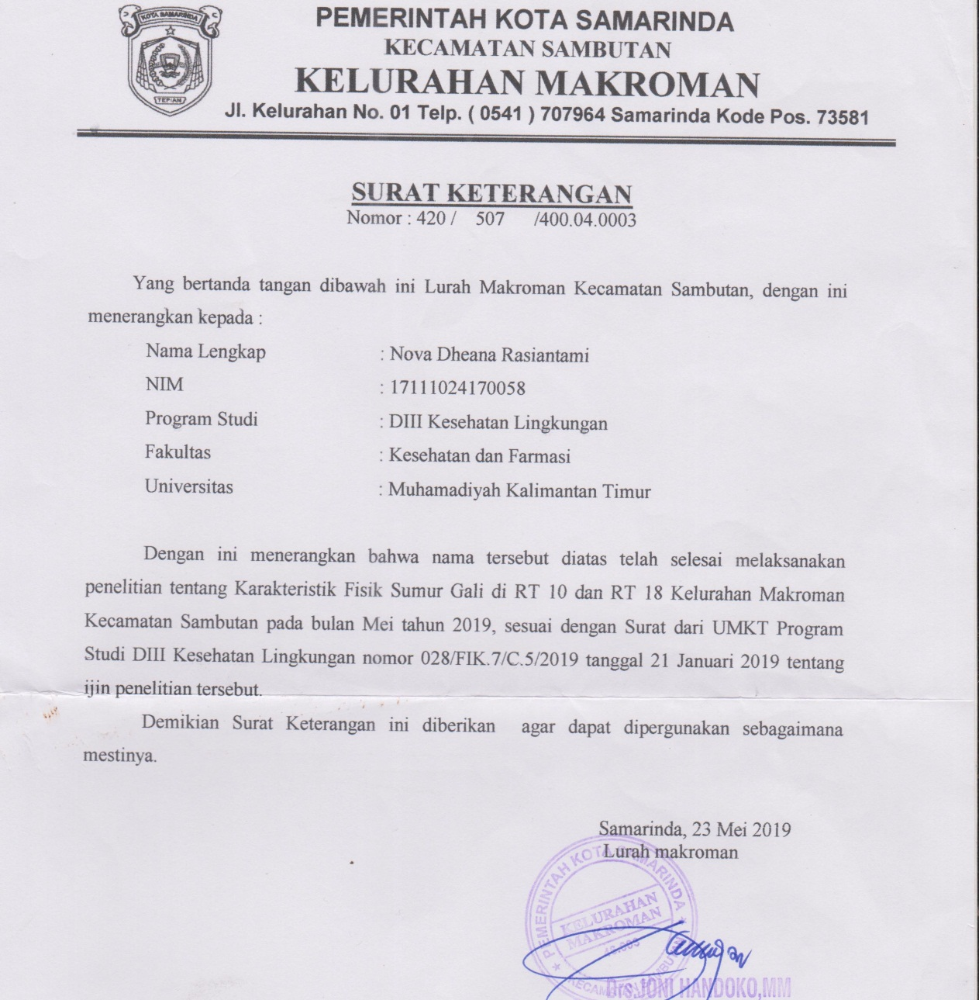 KOTA SAMARINDA
TEPIAN
PEMERINTAH KOTA SAMARINDA
KECAMATAN SAMBUTAN
KELURAHAN MAKROMAN
Jl. Kelurahan No. 01 Telp. ( 0541 ) 707964 Samarinda Kode Pos. 73581
SURAT KETERANGAN
Nomor : 420 / 507 /400.04.0003
Yang bertanda tangan dibawah ini Lurah Makroman Kecamatan Sambutan, dengan ini
menerangkan kepada :
Nama Lengkap : Nova Dheana Rasiantami
NIM : 17111024170058
Program Studi : DIII Kesehatan Lingkungan
Fakultas : Kesehatan dan Farmasi
Universitas : Muhamadiyah Kalimantan Timur
Dengan ini menerangkan bahwa nama tersebut diatas telah selesai melaksanakan
penelitian tentang Karakteristik Fisik Sumur Gali di RT 10 dan RT 18 Kelurahan Makroman
Kecamatan Sambutan pada bulan Mei tahun 2019, sesuai dengan Surat dari UMKT Program
Studi DIII Kesehatan Lingkungan nomor 028/FIK.7/C.5/2019 tanggal 21 Januari 2019 tentang
ijin penelitian tersebut.
Demikian Surat Keterangan ini diberikan agar dapat dipergunakan sebagaimana
mestinya.
Samarinda, 23 Mei 2019
Lurah makroman
PEMERINTAH KOTA SAMARINDA
KELURAHAN
MAKROMAN
KECAMATAN SAMBUTAN
Drs.JONI HANDOKO,MM